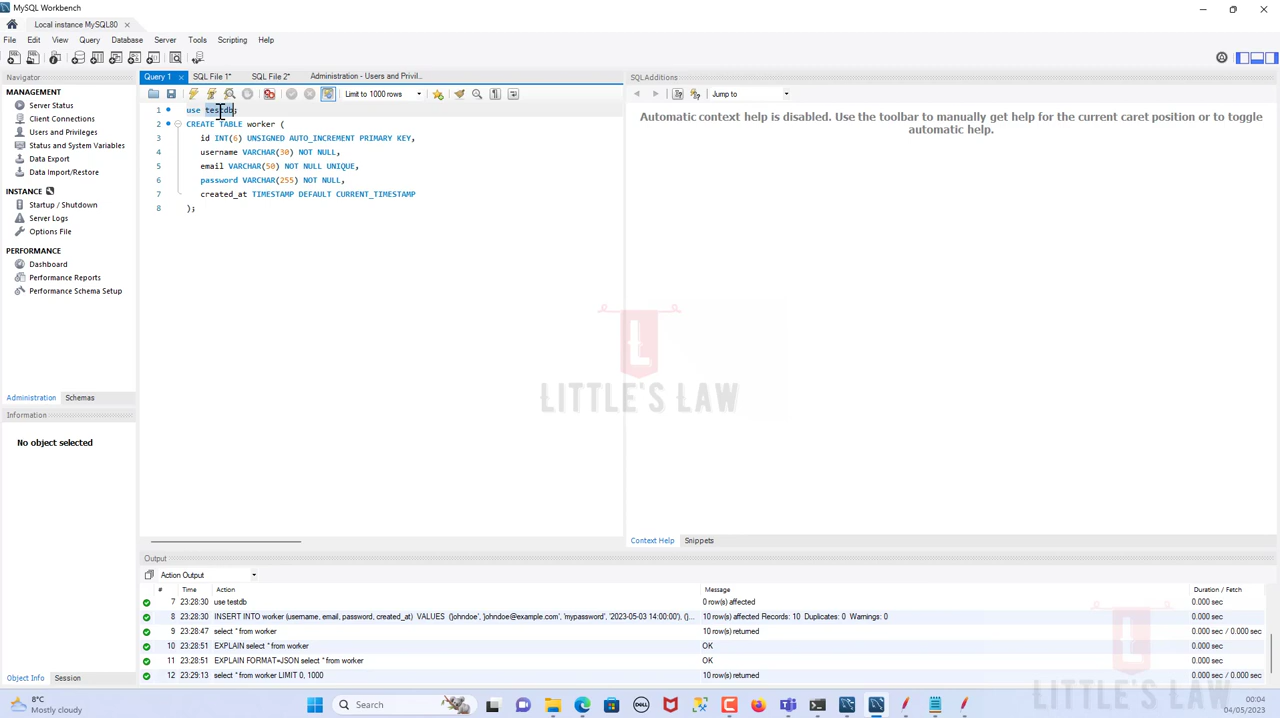 MySQL Workbench
Local instance MySQL80
File Edit View Query Database Server Tools Scripting Help
Navigator
MANAGEMENT
Server Status
Client Connections
Users and Privileges
Status and System Variables
Data Export
Data Import/Restore
INSTANCE
Startup / Shutdown
Server Logs
Options File
PERFORMANCE
Dashboard
Performance Reports
Performance Schema Setup
Administration Schemas
Information
No object selected
Object Info Session
Query 1 SQL File 1* SQL File 2* Administration - Users and Privil...
Limit to 1000 rows
1 use testdb;
2 CREATE TABLE worker (
3 id INT(6) UNSIGNED AUTO_INCREMENT PRIMARY KEY,
4 username VARCHAR(30) NOT NULL,
5 email VARCHAR(50) NOT NULL UNIQUE,
6 password VARCHAR(255) NOT NULL,
7 created_at TIMESTAMP DEFAULT CURRENT_TIMESTAMP
8 );
SQLAdditions
Jump to
Automatic context help is disabled. Use the toolbar to manually get help for the current caret position or to toggle
automatic help.
Context Help Snippets
LITTLE'S LAW
Output
Action Output
# Time Action Message Duration / Fetch
7 23:28:30 use testdb 0 row(s) affected 0.000 sec
8 23:28:30 INSERT INTO worker (username, email, password, created_at) VALUES ('johndoe', 'johndoe@example.com', 'mypassword', '2023-05-03 14:00:00'), ('j... 10 row(s) affected Records: 10 Duplicates: 0 Warnings: 0 0.000 sec
9 23:28:47 select * from worker 10 row(s) returned 0.000 sec / 0.000 sec
10 23:28:51 EXPLAIN select * from worker OK 0.000 sec
11 23:28:51 EXPLAIN FORMAT=JSON select * from worker OK 0.000 sec
12 23:29:13 select * from worker LIMIT 0, 1000 10 row(s) returned 0.000 sec / 0.000 sec
LITTLE'S LAW
8°C
Mostly cloudy
Search
DELL
00:04
04/05/2023